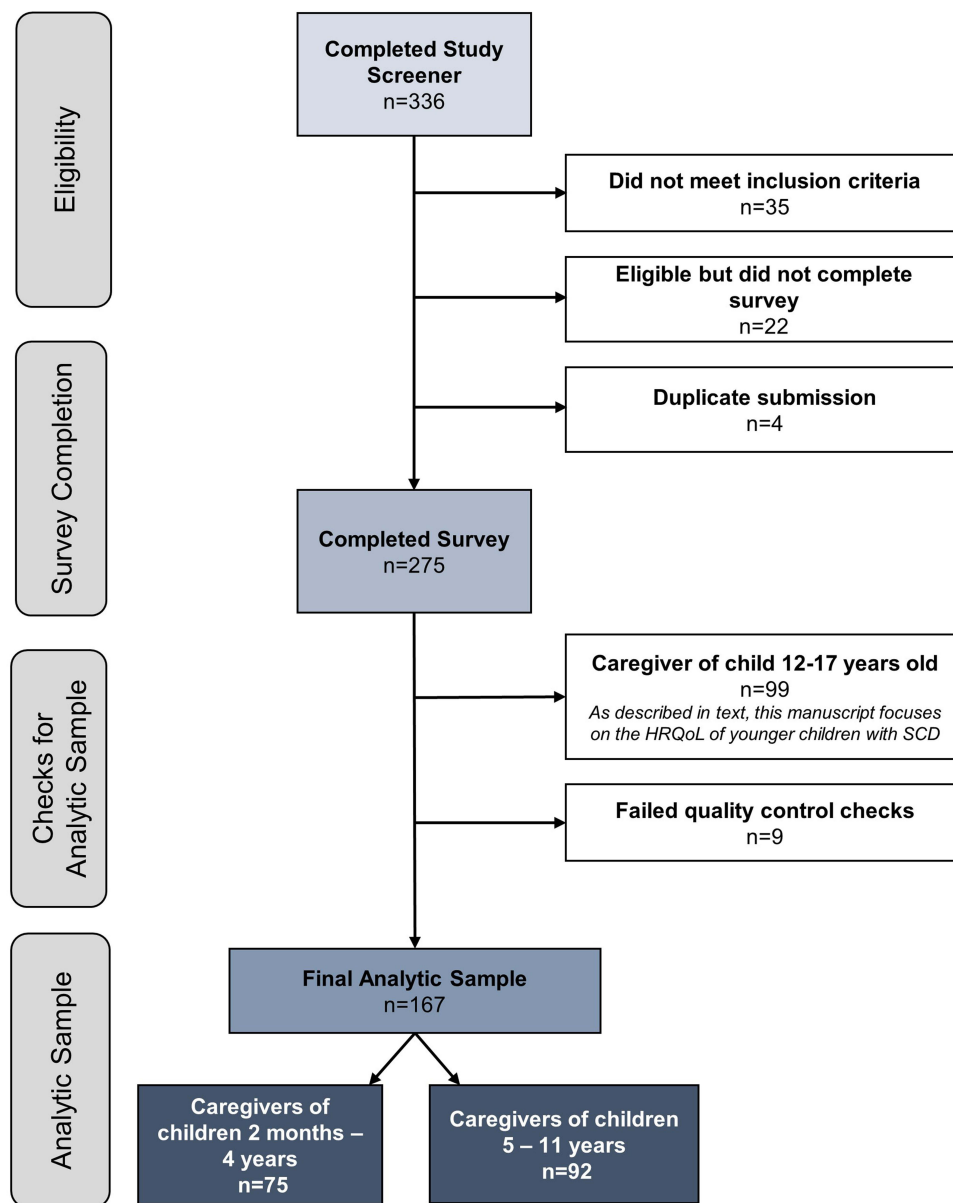 Eligibility
Completed Study
Screener
n=336
Did not meet inclusion criteria
n=35
Eligible but did not complete
survey
n=22
Survey Completion
Duplicate submission
n=4
Completed Survey
n=275
Checks for
Analytic Sample
Caregiver of child 12-17 years old
n=99
As described in text, this manuscript focuses
on the HRQoL of younger children with SCD
Failed quality control checks
n=9
Analytic Sample
Final Analytic Sample
n=167
Caregivers of
children 2 months –
4 years
n=75
Caregivers of children
5 – 11 years
n=92